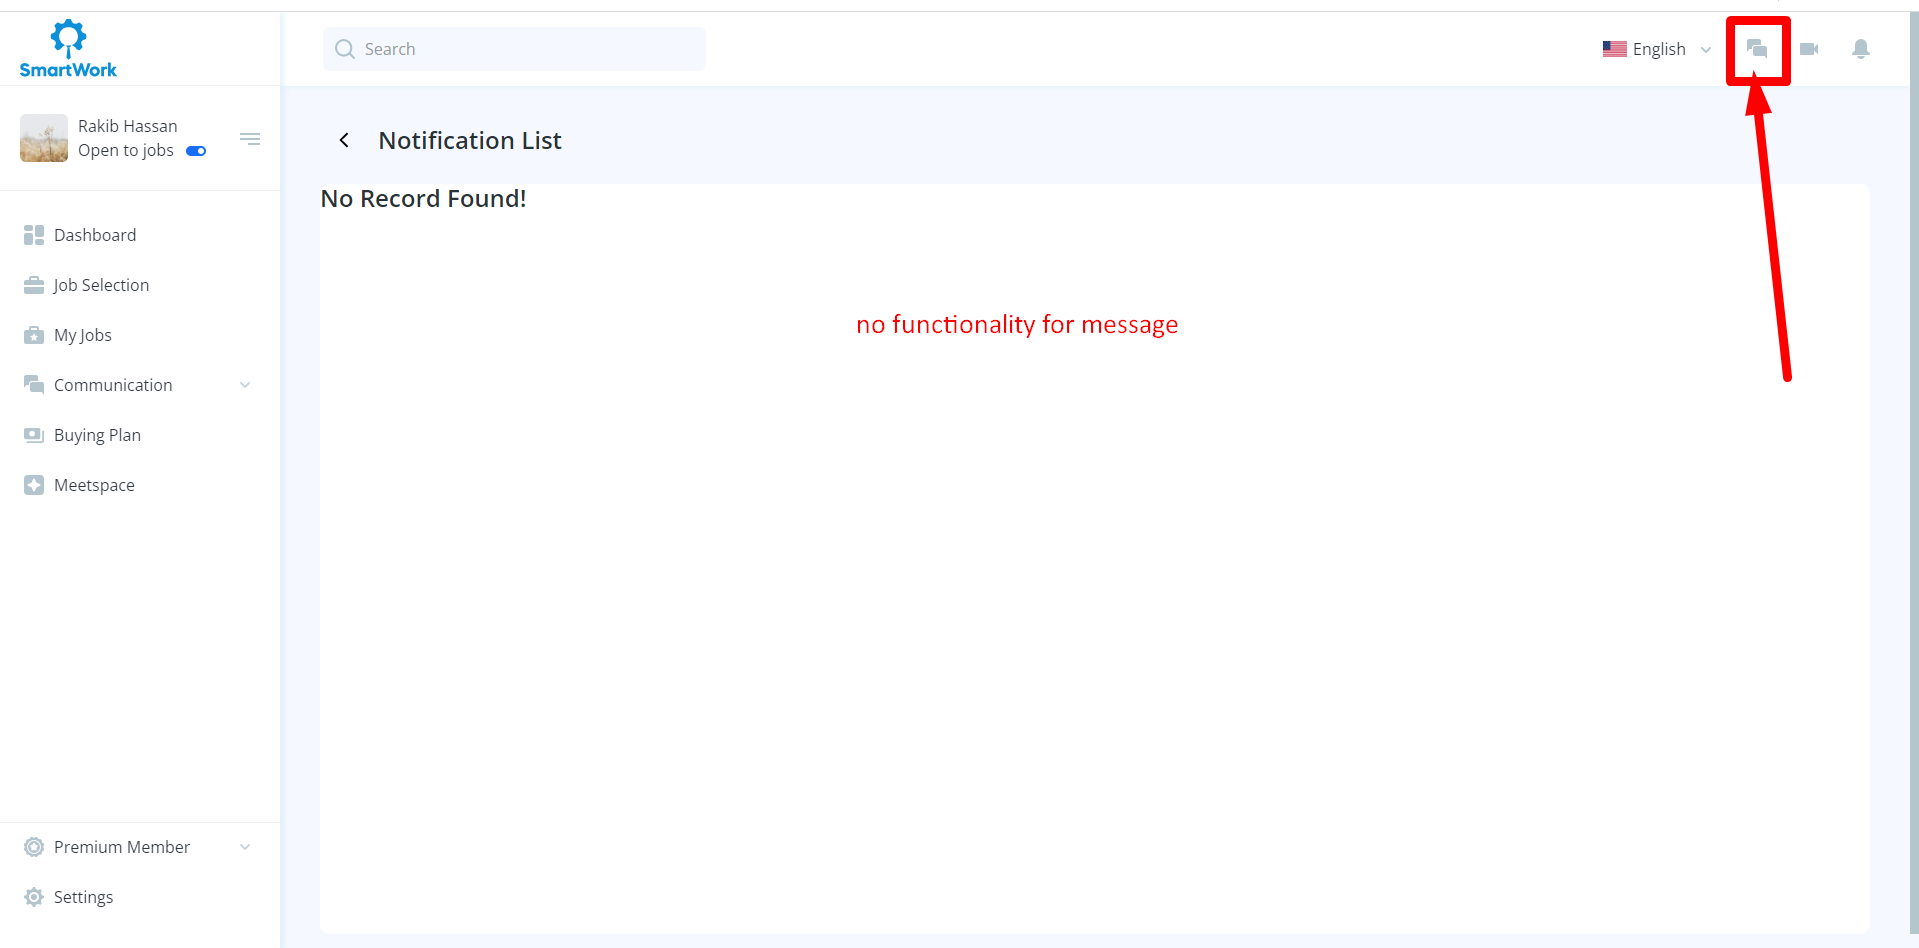 SmartWork
Search
English
Rakib Hassan
Open to jobs
Notification List
No Record Found!
Dashboard
Job Selection
My Jobs
Communication
Buying Plan
Meetspace
no functionality for message
Premium Member
Settings